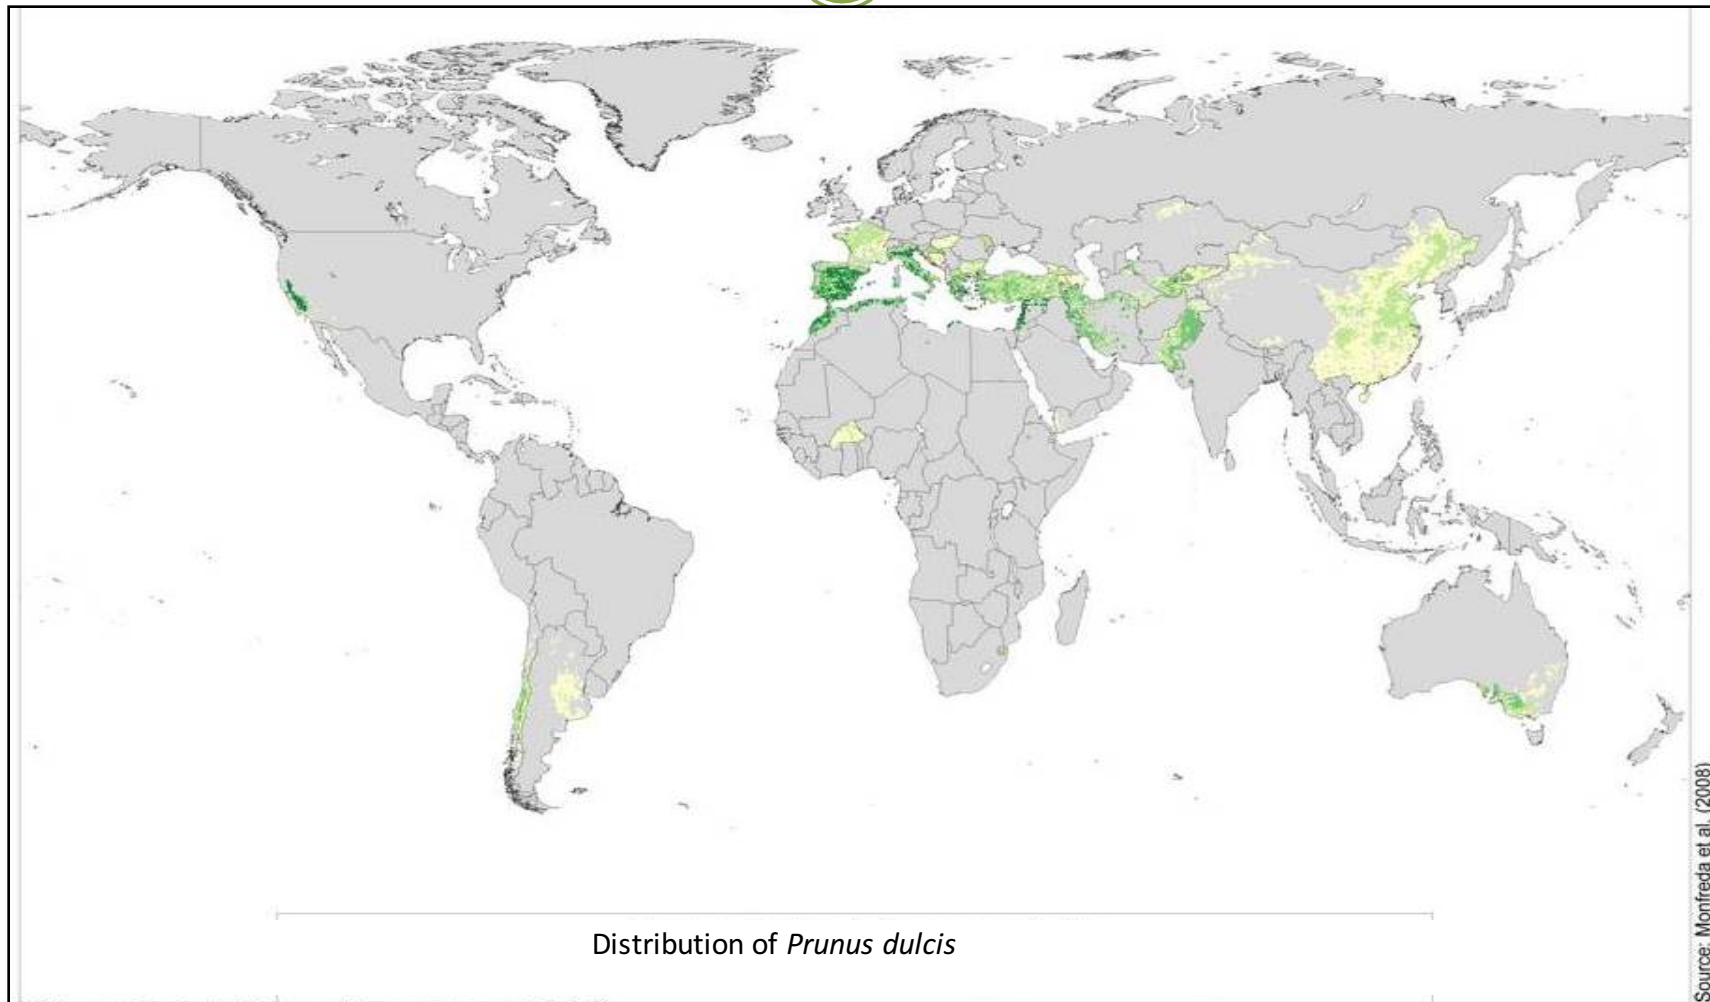 Distribution of Prunus dulcis
Source: Monfreda et al. (2008)